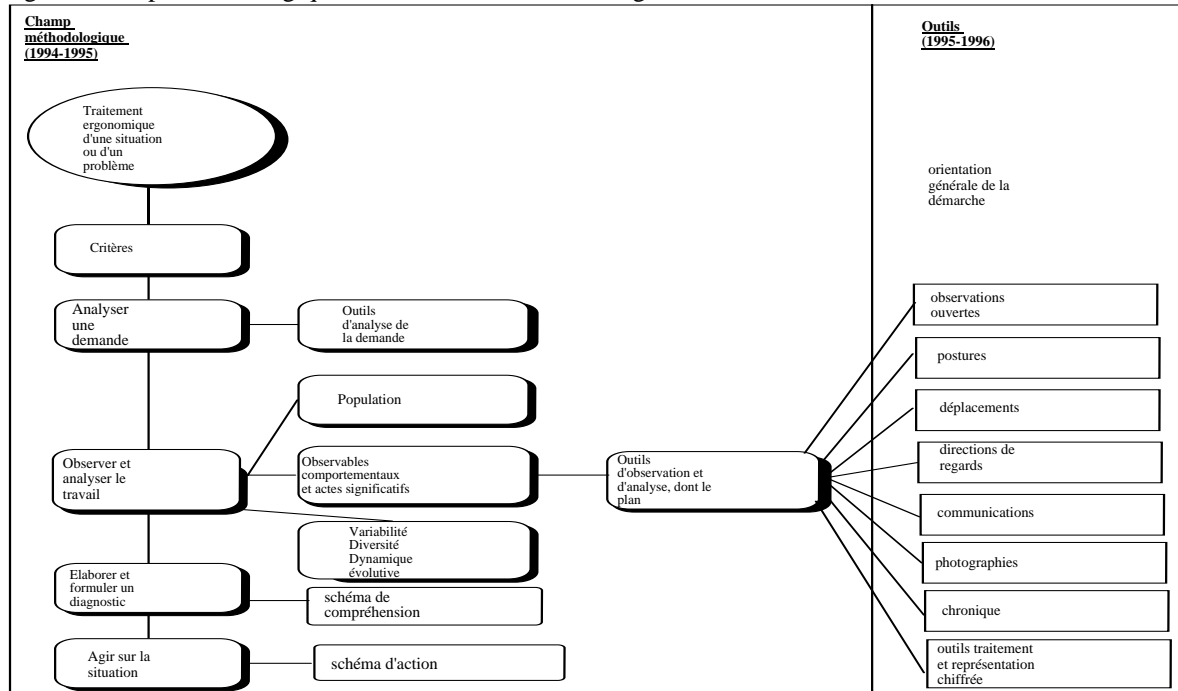 Champ
méthodologique
(1994-1995)
Outils
(1995-1996)
Traitement
ergonomique
d'une situation
ou d'un
problème
orientation
générale de la
démarche
Critères
Analyser
une
demande
Outils
d'analyse de
la demande
observations
ouvertes
postures
Population
déplacements
Observer et
analyser le
travail
Observables
comportementaux
et actes significatifs
Outils
d'observation et
d'analyse, dont le
plan
directions de
regards
communications
Variabilité
Diversité
Dynamique
évolutive
photographies
Elaborer et
formuler un
diagnostic
schéma de
compréhension
chronique
Agir sur la
situation
schéma d'action
outils traitement
et représentation
chiffrée